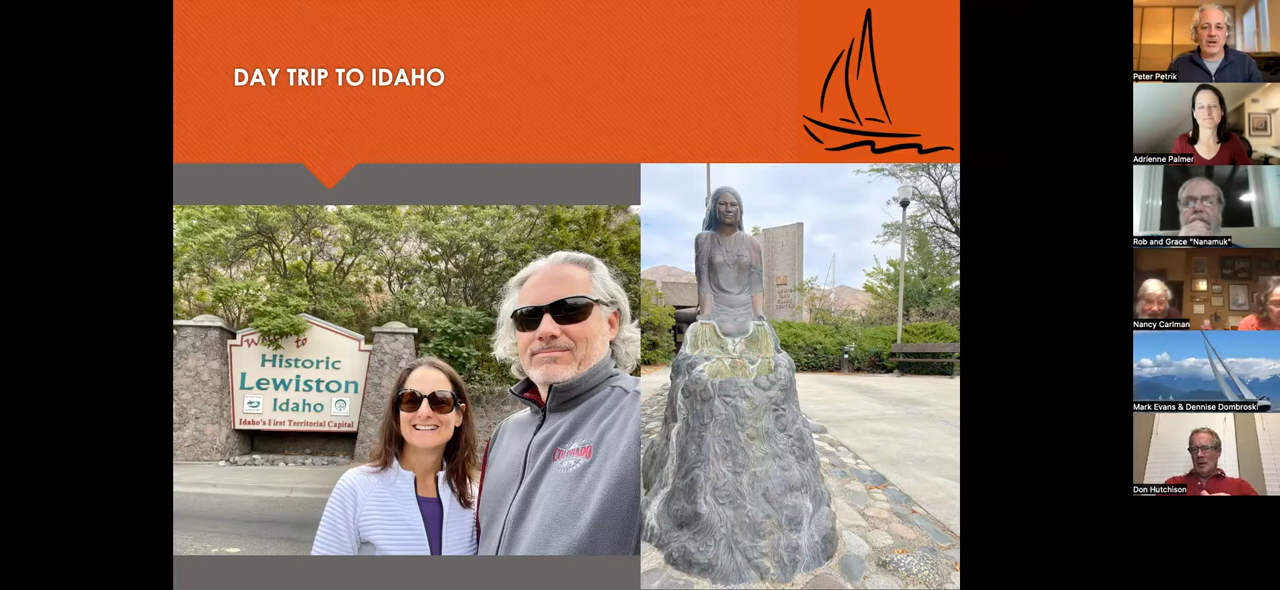 DAY TRIP TO IDAHO
to
Historic
Lewiston
Idaho
Idaho's First Territorial Capital
COLORADO
Peter Petrik
Adrienne Palmer
Rob and Grace "Nanamuk"
Nancy Carlman
Mark Evans & Dennise Dombroski
Don Hutchison